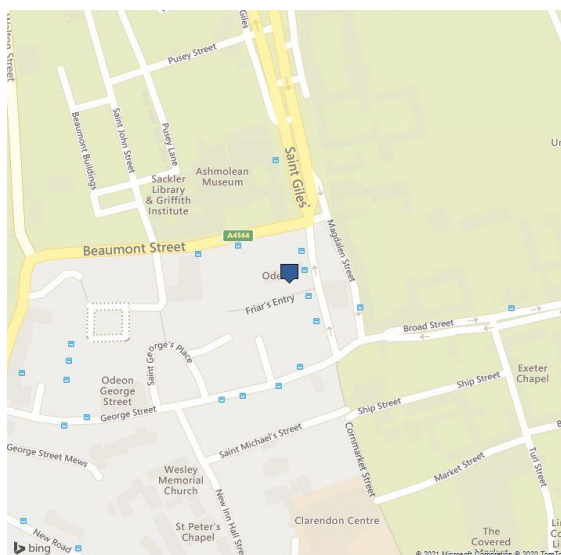 Walton Street
Giles
Pusey Street
Beaumont Buildings
Saint John Street
Pusey Lane
Saint Giles'
Ashmolean
Museum
Sackler
Library
& Griffith
Institute
Magdalen Street
A4144
Beaumont Street
Friar's Entry
Broad Street
Saint George's Place
Exeter
Chapel
Odeon
George
Street
Ship Street
Ship Street
George Street
Saint Michael's Street
Cornmarket Street
Market Street
Turl Street
George Street Mews
Wesley
Memorial
Church
New Inn Hall Street
St Peter's
Chapel
Clarendon Centre
New Road
The
Covered
bing
© 2021 Microsoft Corporation © 2020 TomTo